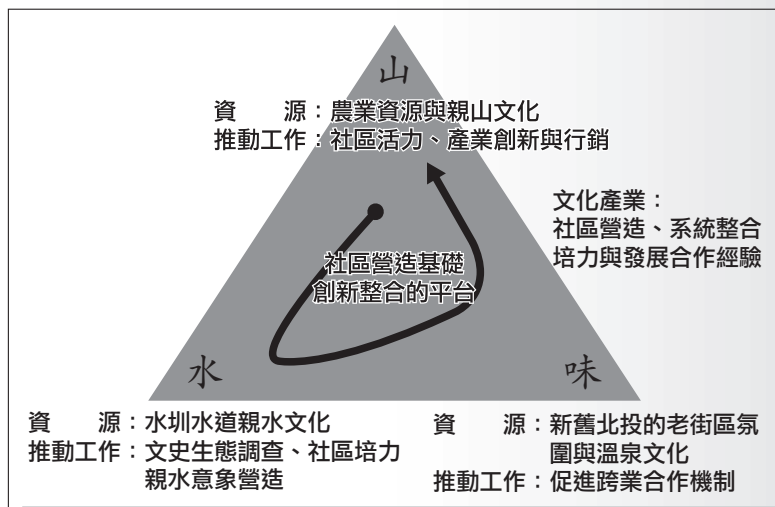 山
資　　源：農業資源與親山文化
推動工作：社區活力、產業創新與行銷
文化產業：
社區營造、系統整合
培力與發展合作經驗
社區營造基礎
創新整合的平台
水
味
資　　源：水圳水道親水文化
推動工作：文史生態調查、社區培力
親水意象營造
資　　源：新舊北投的老街區氛
圍與溫泉文化
推動工作：促進跨業合作機制